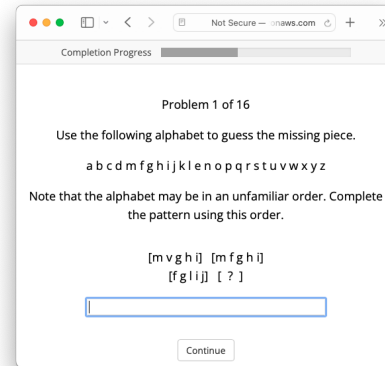 Not Secure — onaws.com
Completion Progress
Problem 1 of 16
Use the following alphabet to guess the missing piece.
a b c d m f g h i j k l e n o p q r s t u v w x y z
Note that the alphabet may be in an unfamiliar order. Complete
the pattern using this order.
[m v g h i] [m f g h i]
[f g l i j] [ ? ]
Continue